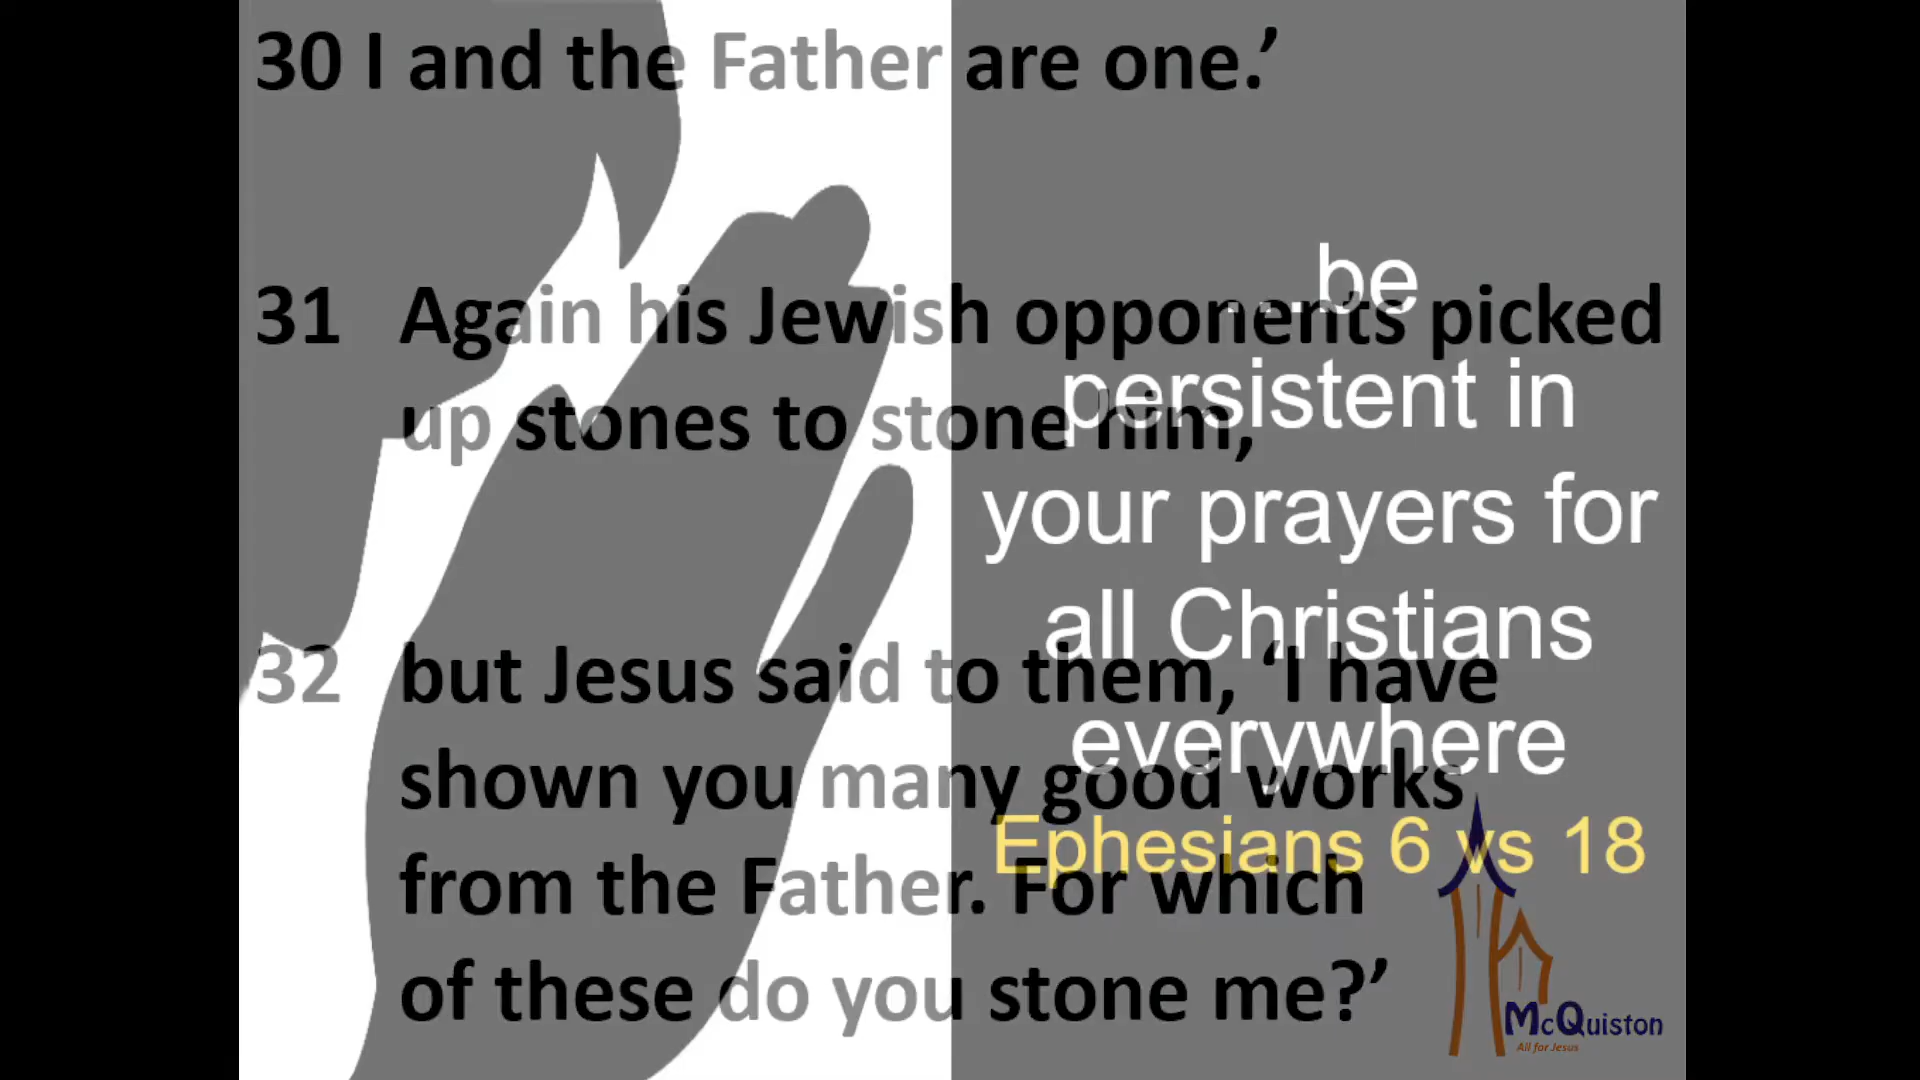 30 I and the Father are one.’
31 Again his Jewish opponents picked
up stones to stone him,
32 but Jesus said to them, ‘I have
shown you many good works
from the Father. For which
of these do you stone me?’
...be
persistent in
your prayers for
all Christians
everywhere
Ephesians 6 vs 18
McQuiston
All for Jesus